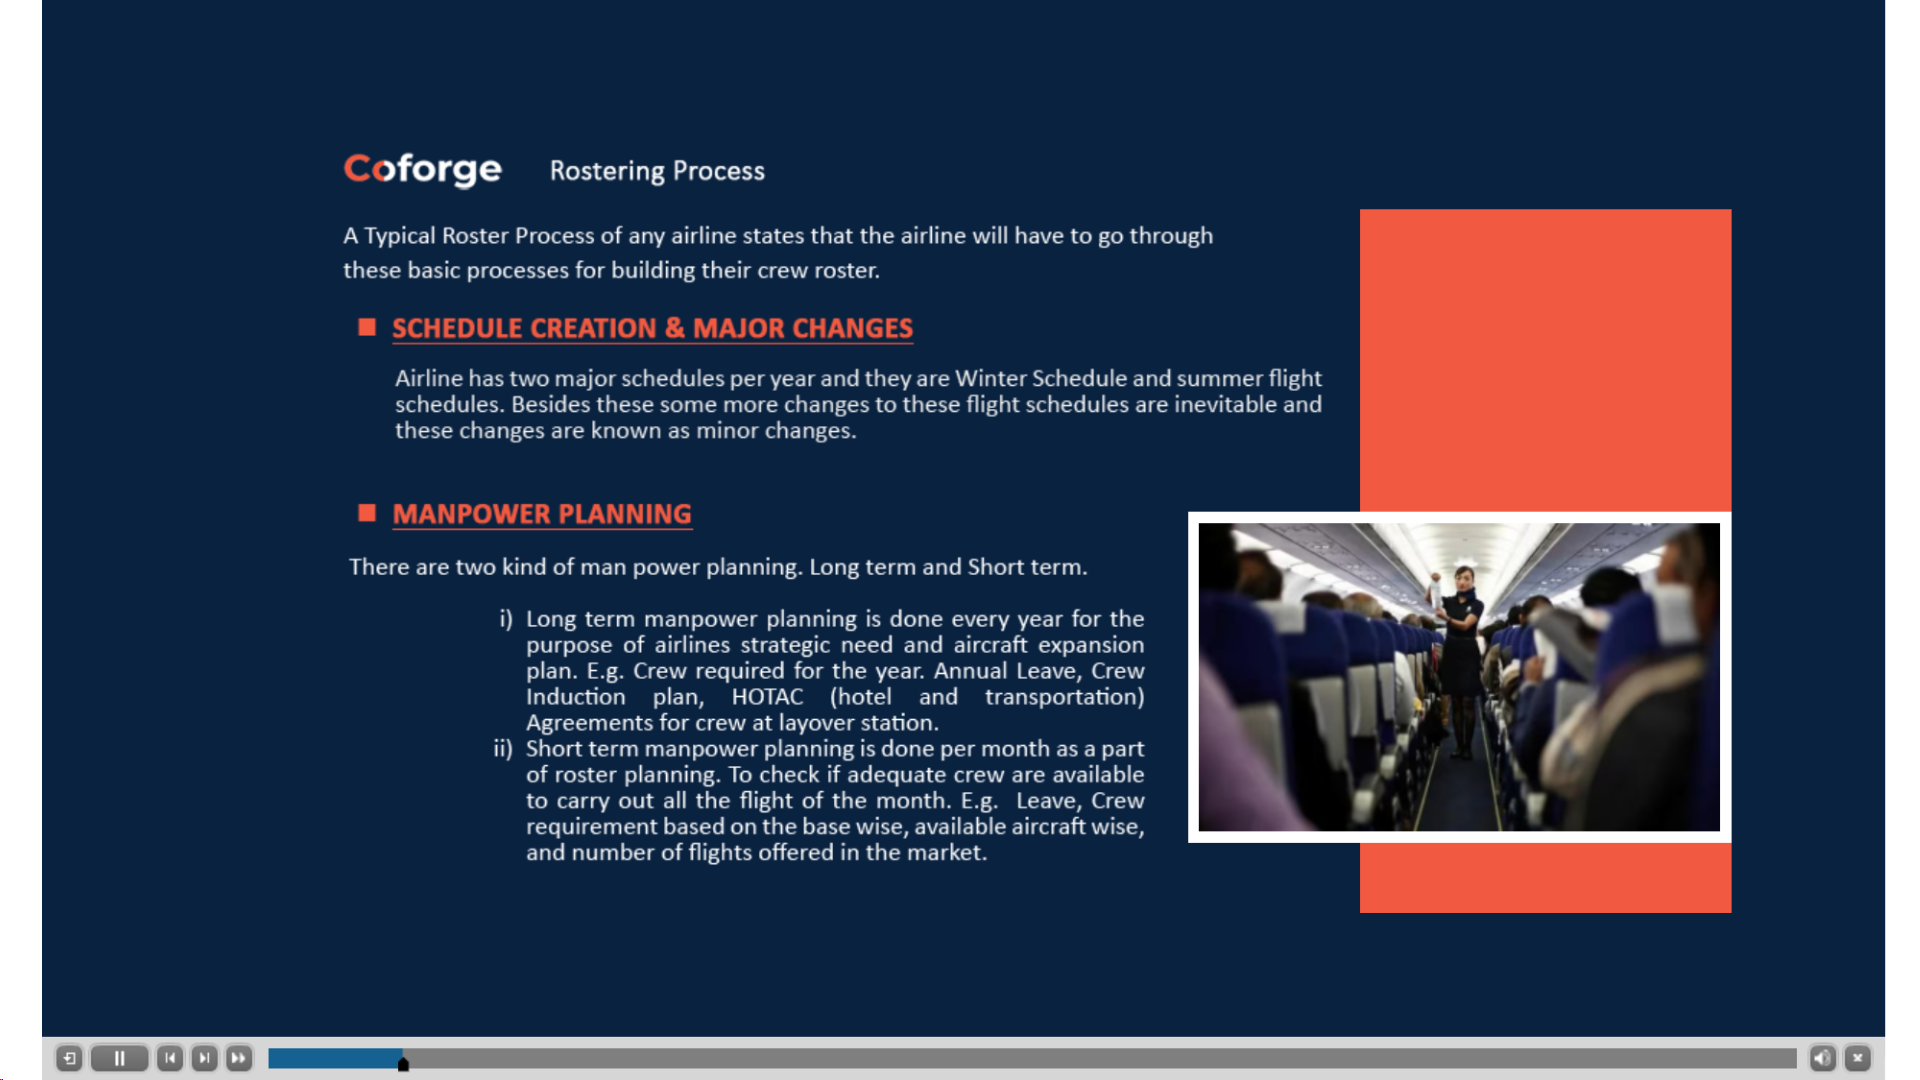 Coforge Rostering Process
A Typical Roster Process of any airline states that the airline will have to go through
these basic processes for building their crew roster.
SCHEDULE CREATION & MAJOR CHANGES
Airline has two major schedules per year and they are Winter Schedule and summer flight
schedules. Besides these some more changes to these flight schedules are inevitable and
these changes are known as minor changes.
MANPOWER PLANNING
There are two kind of man power planning. Long term and Short term.
i) Long term manpower planning is done every year for the
purpose of airlines strategic need and aircraft expansion
plan. E.g. Crew required for the year. Annual Leave, Crew
Induction plan, HOTAC (hotel and transportation)
Agreements for crew at layover station.
ii) Short term manpower planning is done per month as a part
of roster planning. To check if adequate crew are available
to carry out all the flight of the month. E.g. Leave, Crew
requirement based on the base wise, available aircraft wise,
and number of flights offered in the market.